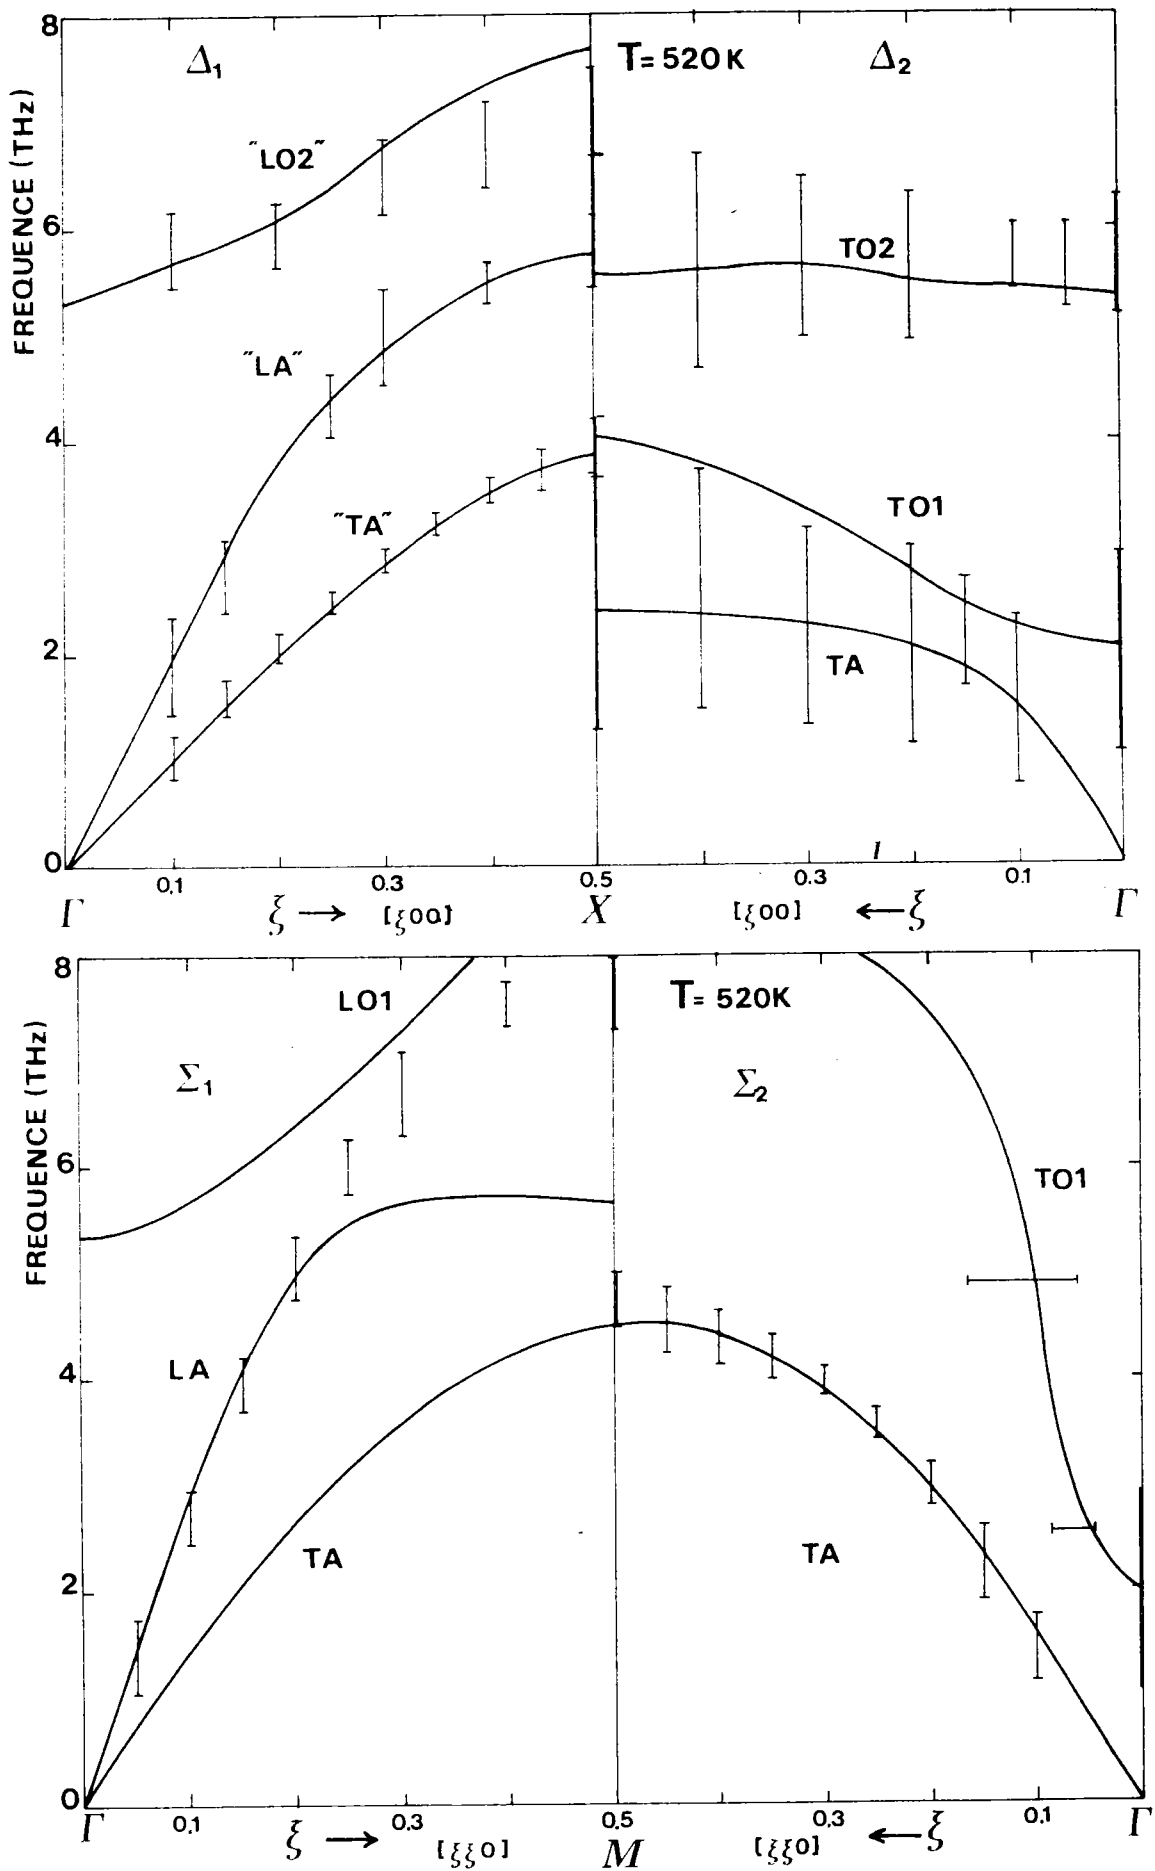 8
Δ₁
T= 520 K
Δ₂
"LO2"
FREQUENCE (THz)
6
TO2
"LA"
4
"TA"
TO1
2
TA
0
0,1 0.3 0.5 0.3 0.1
Γ ξ → [ξ00] X [ξ00] ← ξ Γ
8
LO1
T= 520K
Σ₁
Σ₂
FREQUENCE (THz)
6
TO1
4
LA
2
TA
TA
0
0,1 0.3 0.5 0.3 0.1
Γ ξ → [ξξ0] M [ξξ0] ← ξ Γ